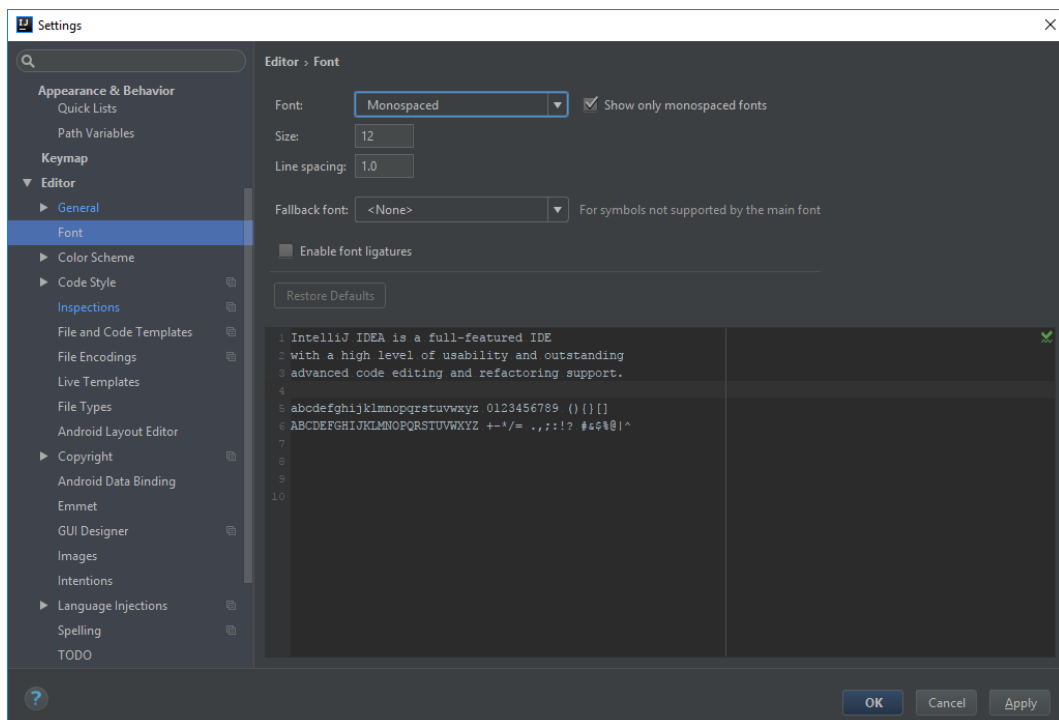 Settings
Appearance & Behavior
Quick Lists
Path Variables
Keymap
Editor
General
Font
Color Scheme
Code Style
Inspections
File and Code Templates
File Encodings
Live Templates
File Types
Android Layout Editor
Copyright
Android Data Binding
Emmet
GUI Designer
Images
Intentions
Language Injections
Spelling
TODO
Editor › Font
Font: Monospaced Show only monospaced fonts
Size: 12
Line spacing: 1.0
Fallback font: <None> For symbols not supported by the main font
Enable font ligatures
Restore Defaults
1 IntelliJ IDEA is a full-featured IDE
2 with a high level of usability and outstanding
3 advanced code editing and refactoring support.
4
5 abcdefghijklmnopqrstuvwxyz 0123456789 (){}[]
6 ABCDEFGHIJKLMNOPQRSTUVWXYZ +-*/= .,;:!? #&$%@|^
7
8
9
10
?
OK Cancel Apply